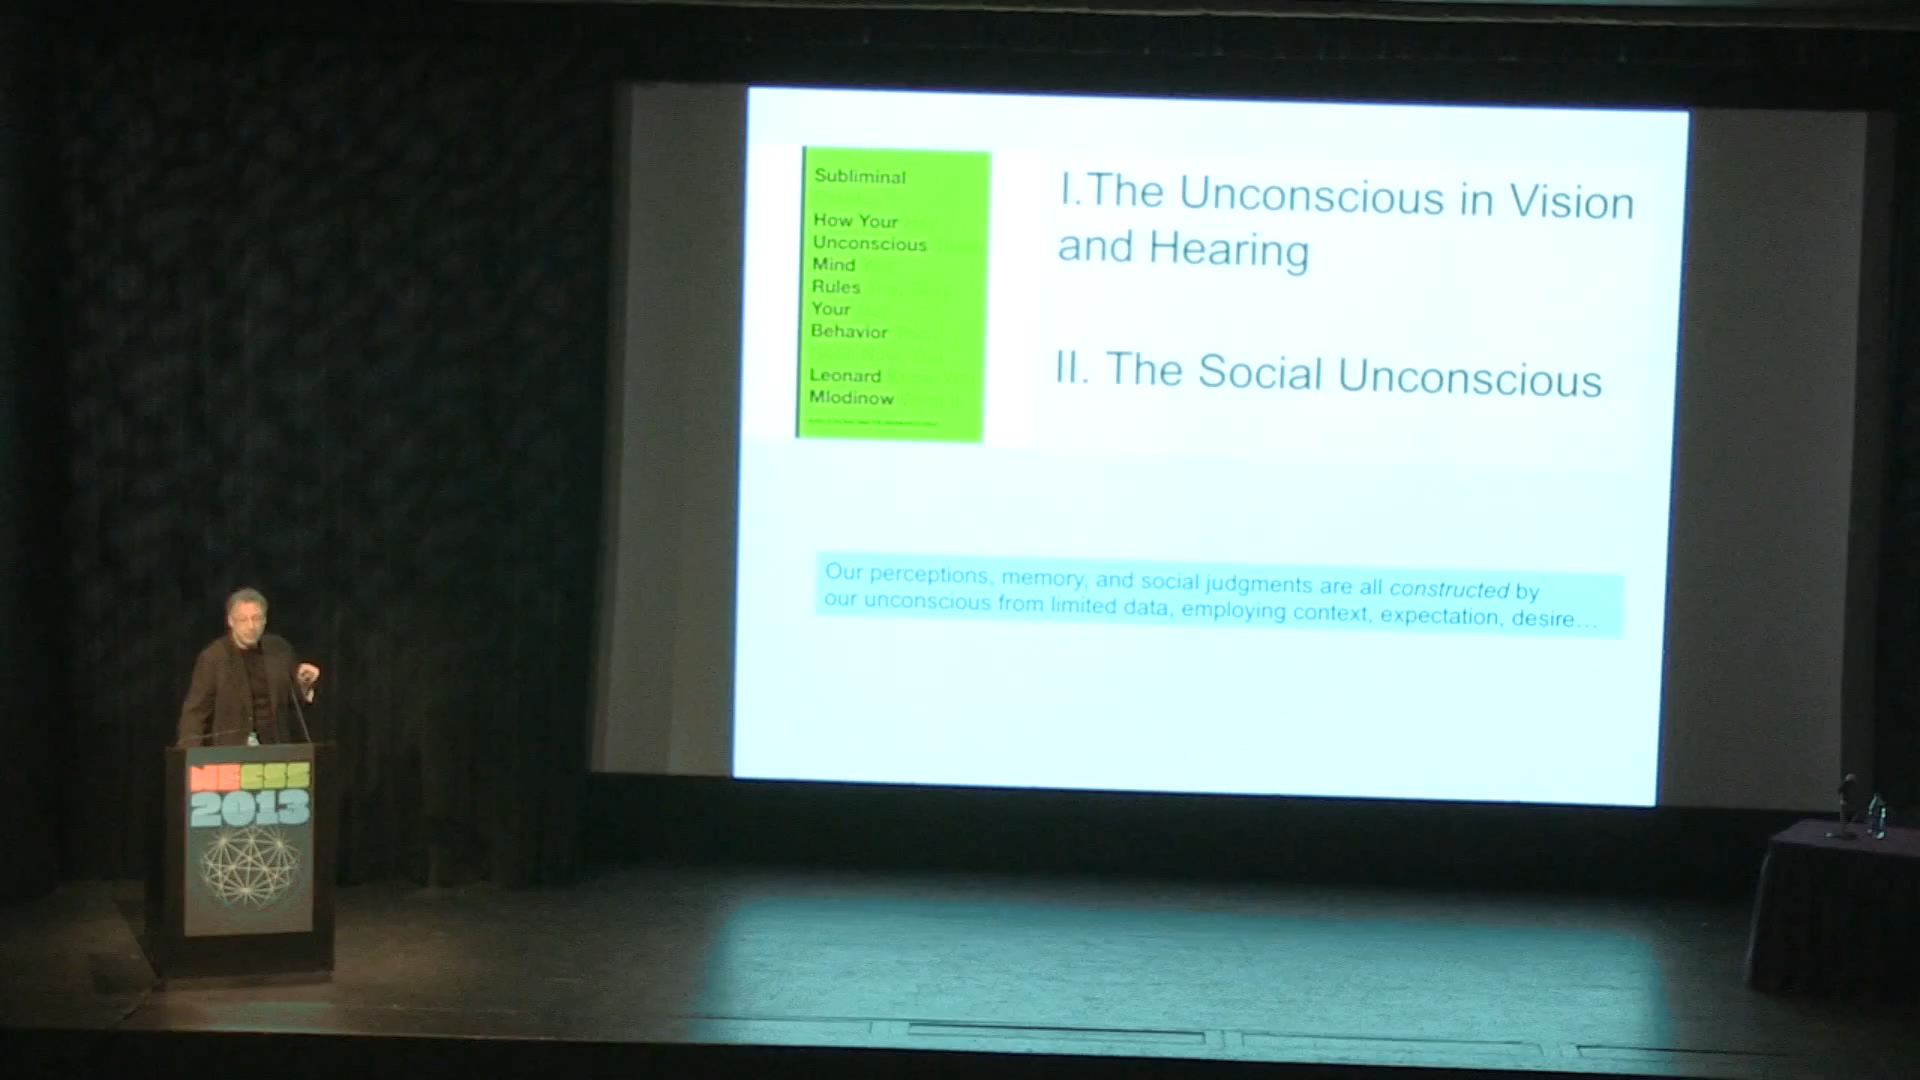 Subliminal
How Your
Unconscious
Mind
Rules
Your
Behavior
Leonard
Mlodinow
I.The Unconscious in Vision
and Hearing
II. The Social Unconscious
Our perceptions, memory, and social judgments are all constructed by
our unconscious from limited data, employing context, expectation, desire…
NECSS
2013